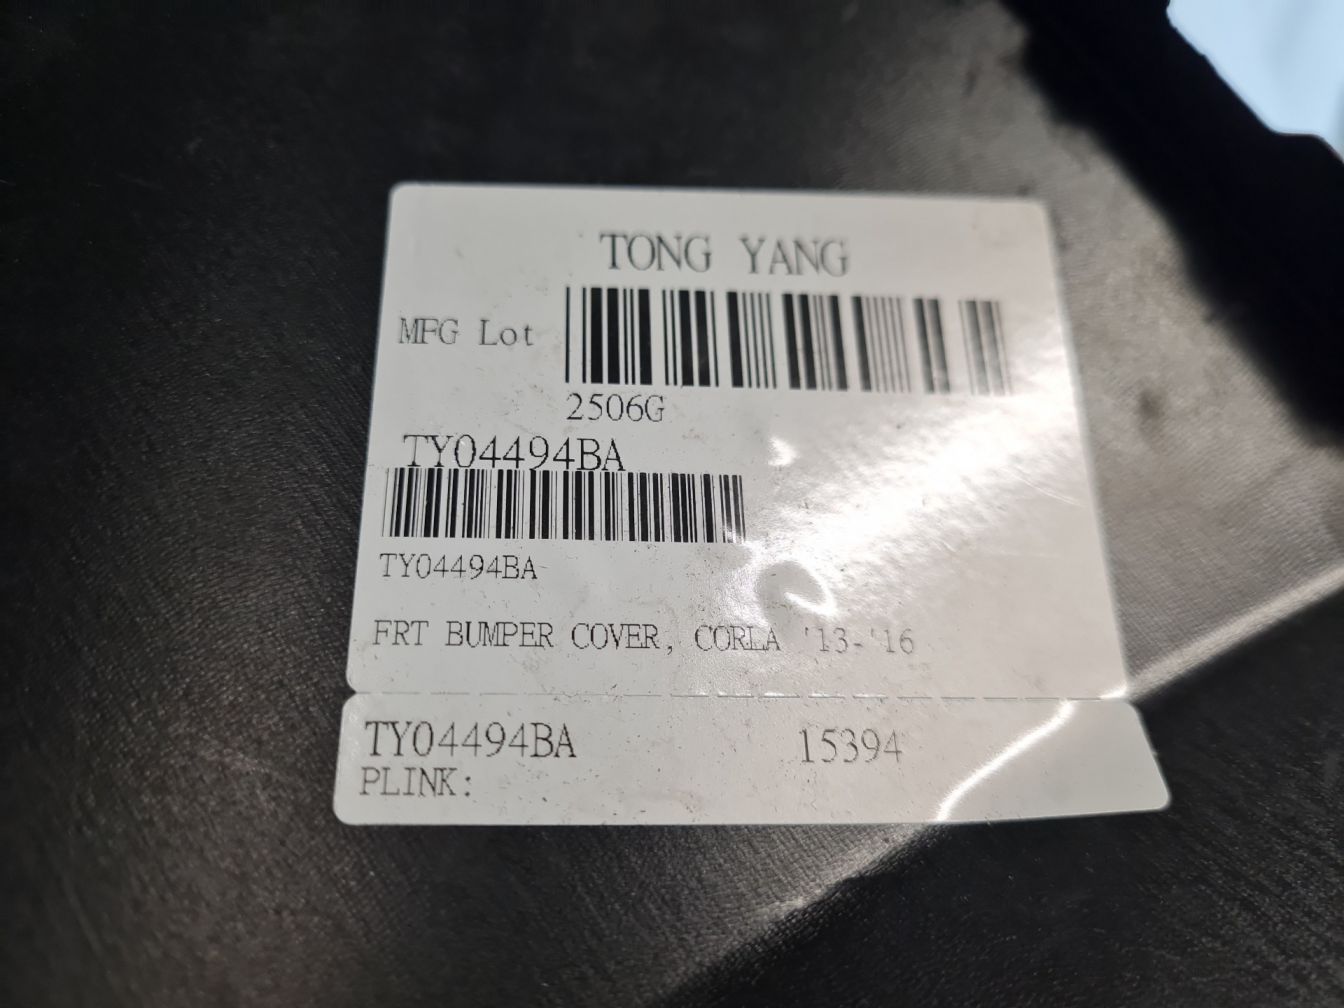 TONG YANG
MFG Lot
2506G
TY04494BA
TY04494BA
FRT BUMPER COVER, CORLA '13-'16
TY04494BA 15394
PLINK: